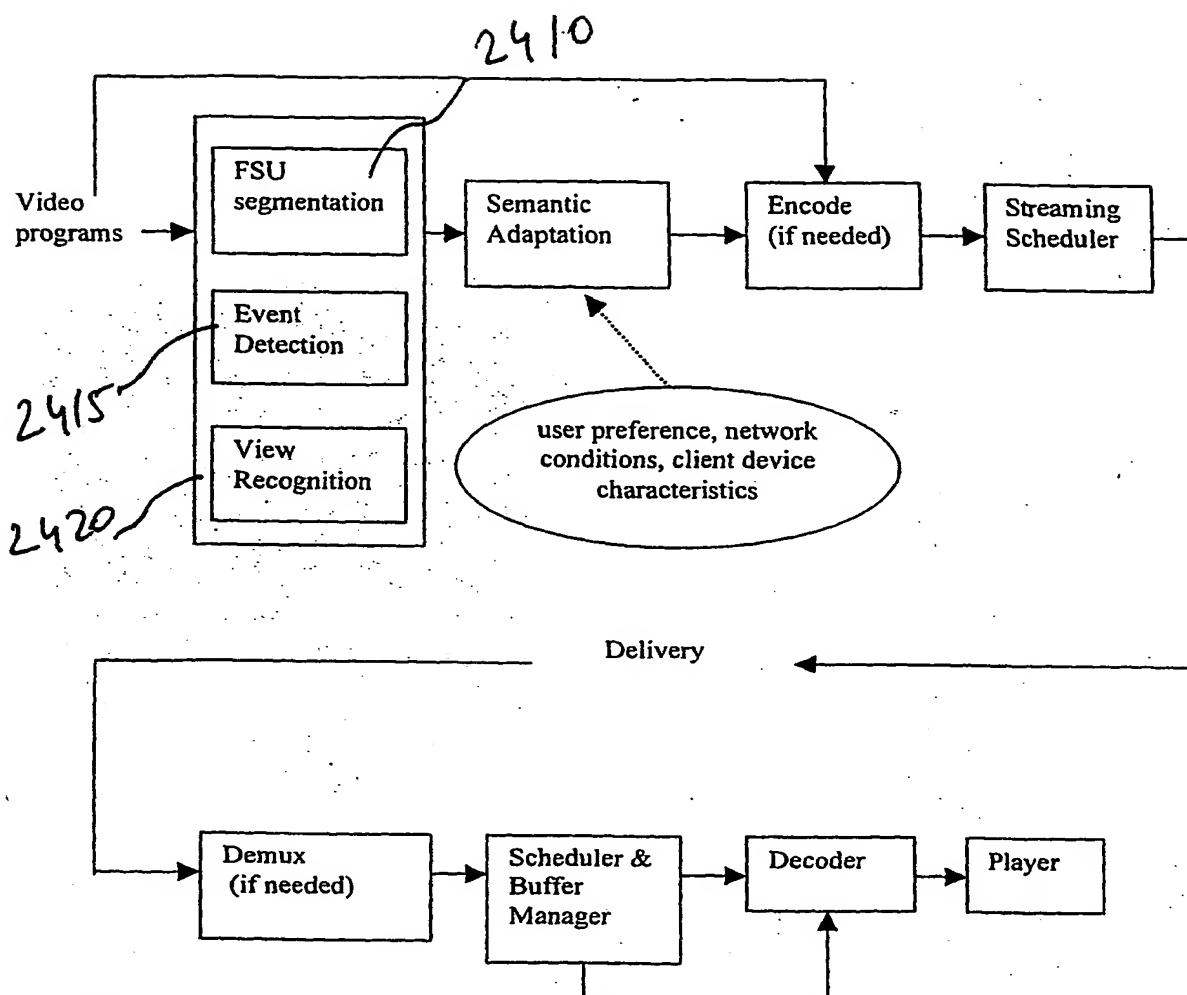 2410
FSU
segmentation
Video
programs
Semantic
Adaptation
Encode
(if needed)
Streaming
Scheduler
Event
Detection
2415
View
Recognition
2420
user preference, network
conditions, client device
characteristics
Delivery
Demux
(if needed)
Scheduler &
Buffer
Manager
Decoder
Player